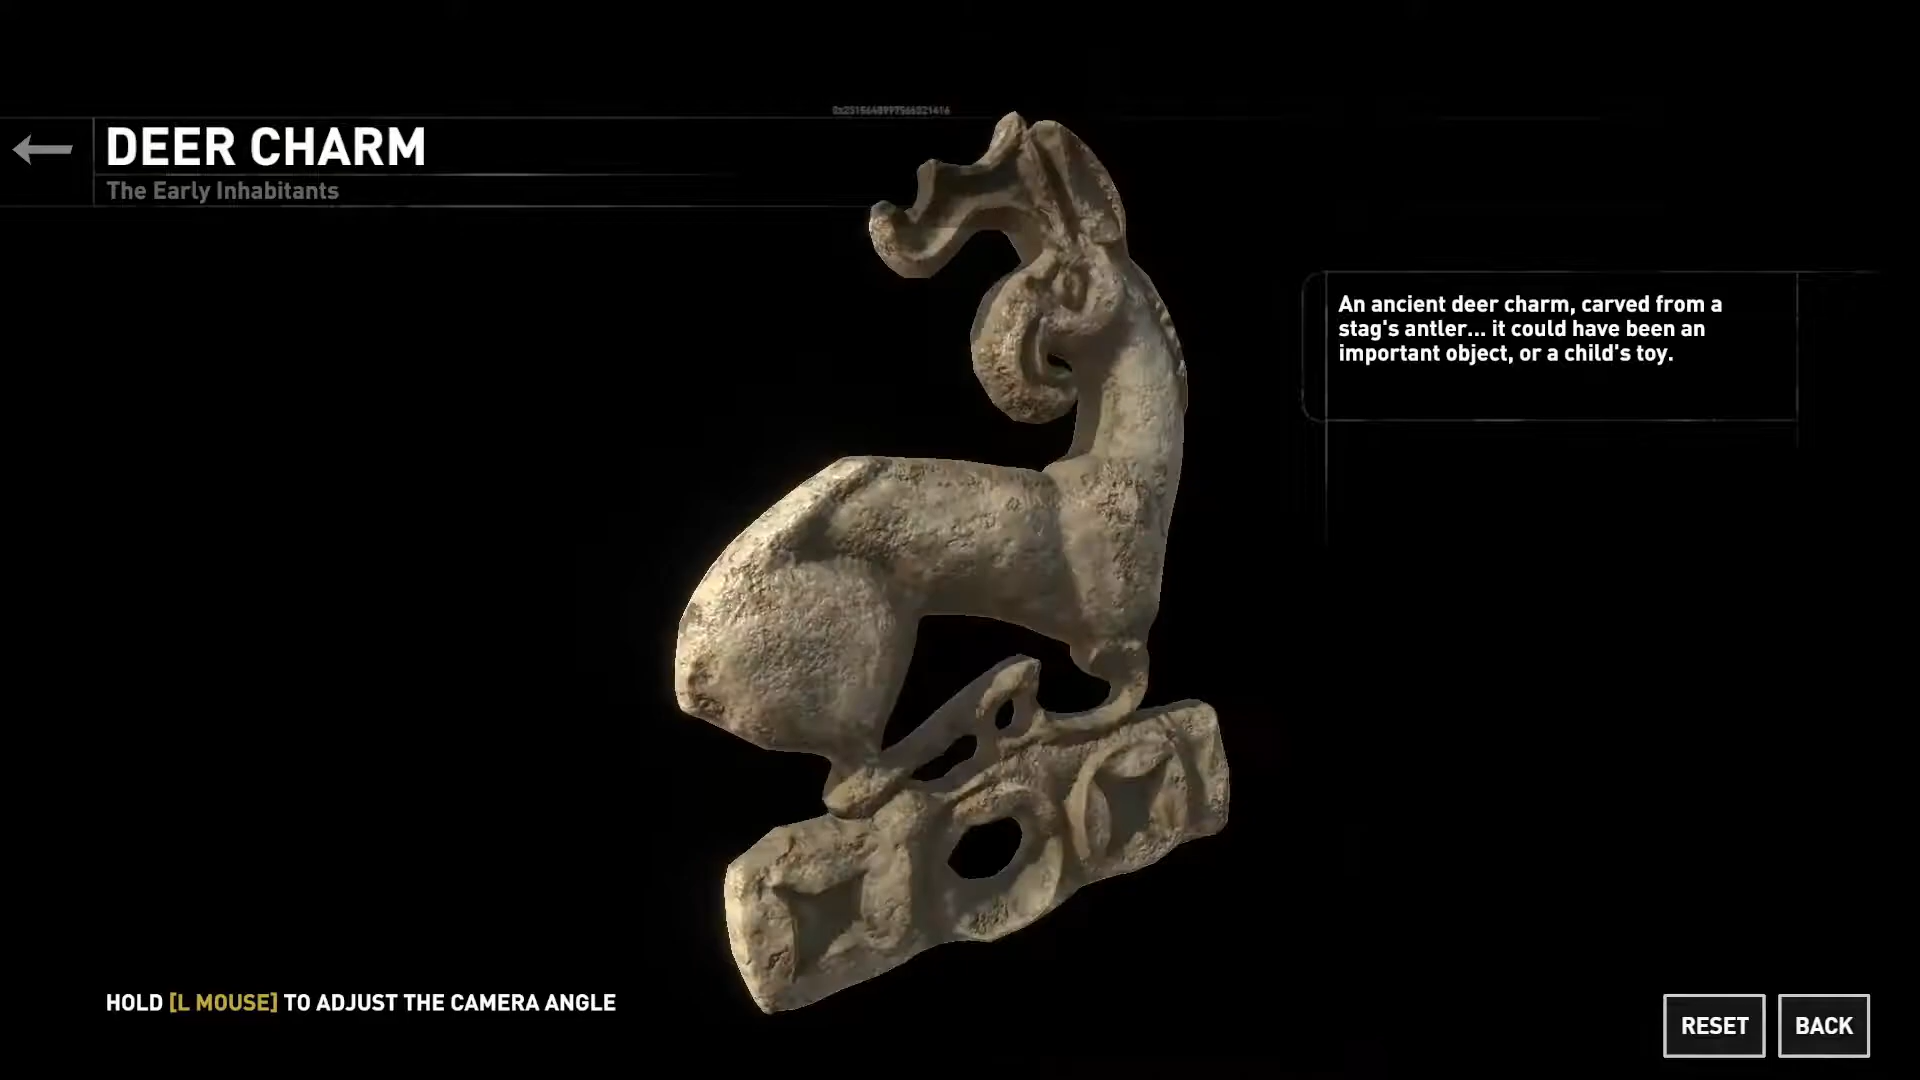 DEER CHARM
The Early Inhabitants
An ancient deer charm, carved from a
stag's antler... it could have been an
important object, or a child's toy.
HOLD [L MOUSE] TO ADJUST THE CAMERA ANGLE
RESET
BACK